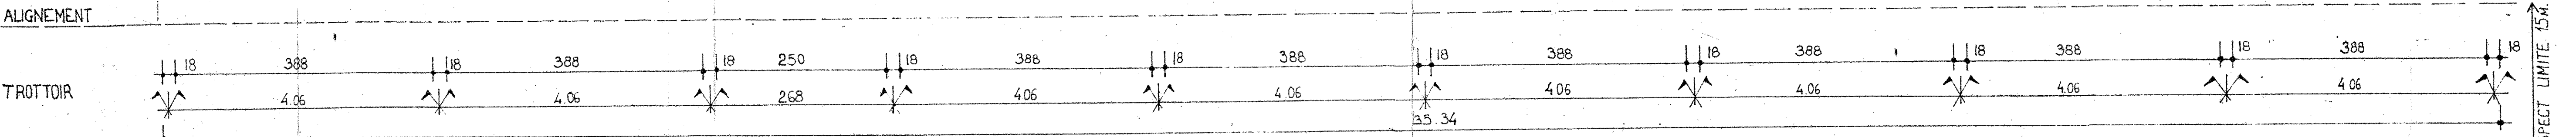 ALIGNEMENT
18 388 18 388 18 250 18 388 18 388 18 388 18 388 18 388 18 388 18
TROTTOIR 4.06 4.06 268 406 4.06 406 4.06 4.06 4 06
35.34
PECT LIMITE 15M.